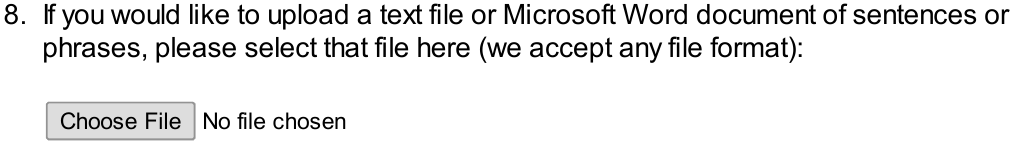 8. If you would like to upload a text file or Microsoft Word document of sentences or
phrases, please select that file here (we accept any file format):
Choose File No file chosen